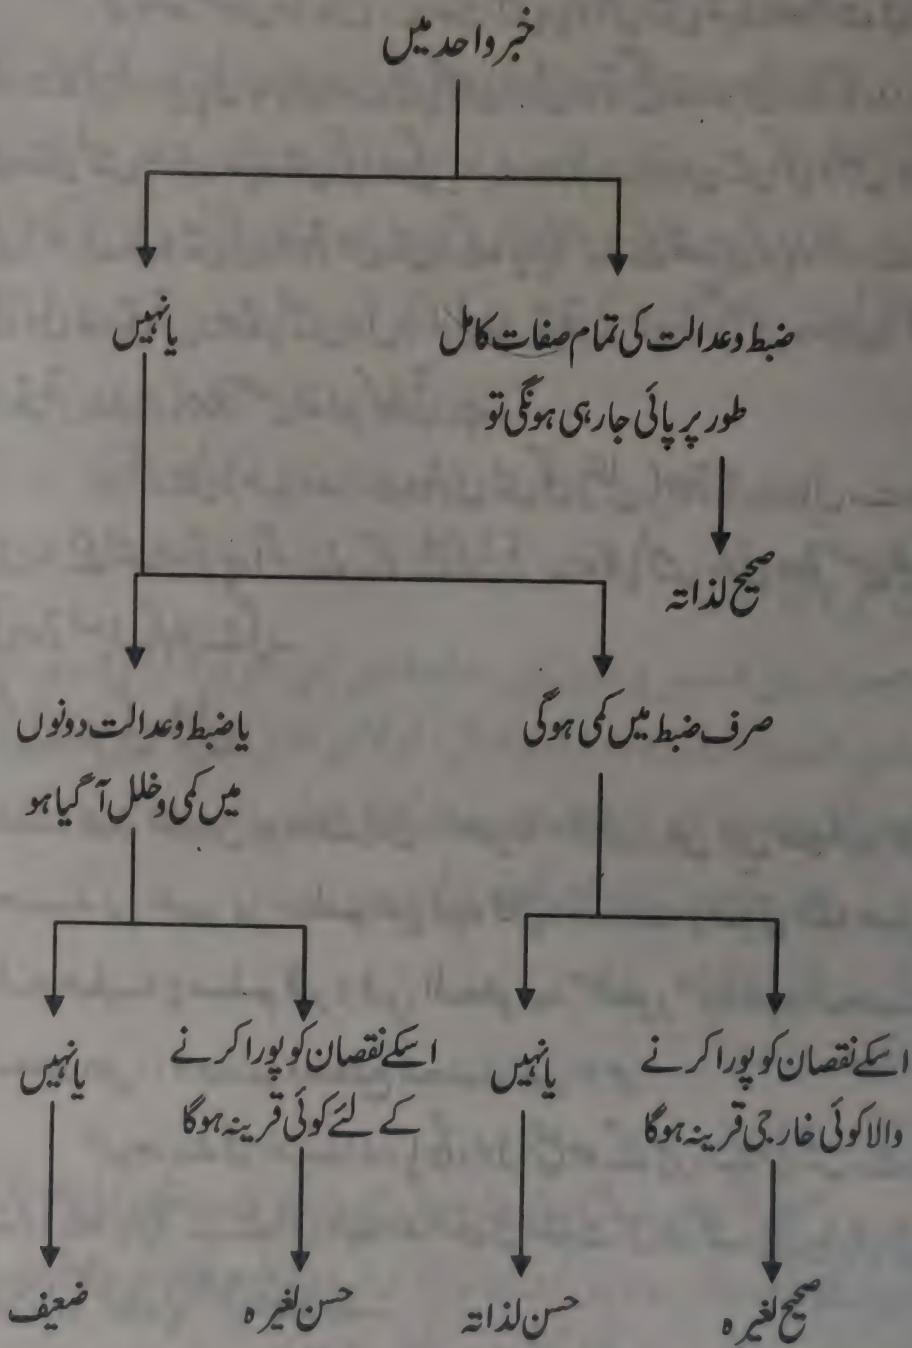 خبر واحد میں
ضبط وعدالت کی تمام صفات کامل
طور پر پائی جارہی ہونگی تو
یا نہیں
صحیح لذاتہ
صرف ضبط میں کمی ہوگی
یا ضبط وعدالت دونوں
میں کمی وخلل آگیا ہو
اسکے نقصان کو پورا کرنے
والا کوئی خارجی قرینہ ہوگا
یا نہیں
اسکے نقصان کو پورا کرنے
کے لئے کوئی قرینہ ہوگا
یا نہیں
صحیح لغیرہ
حسن لذاتہ
حسن لغیرہ
ضعیف